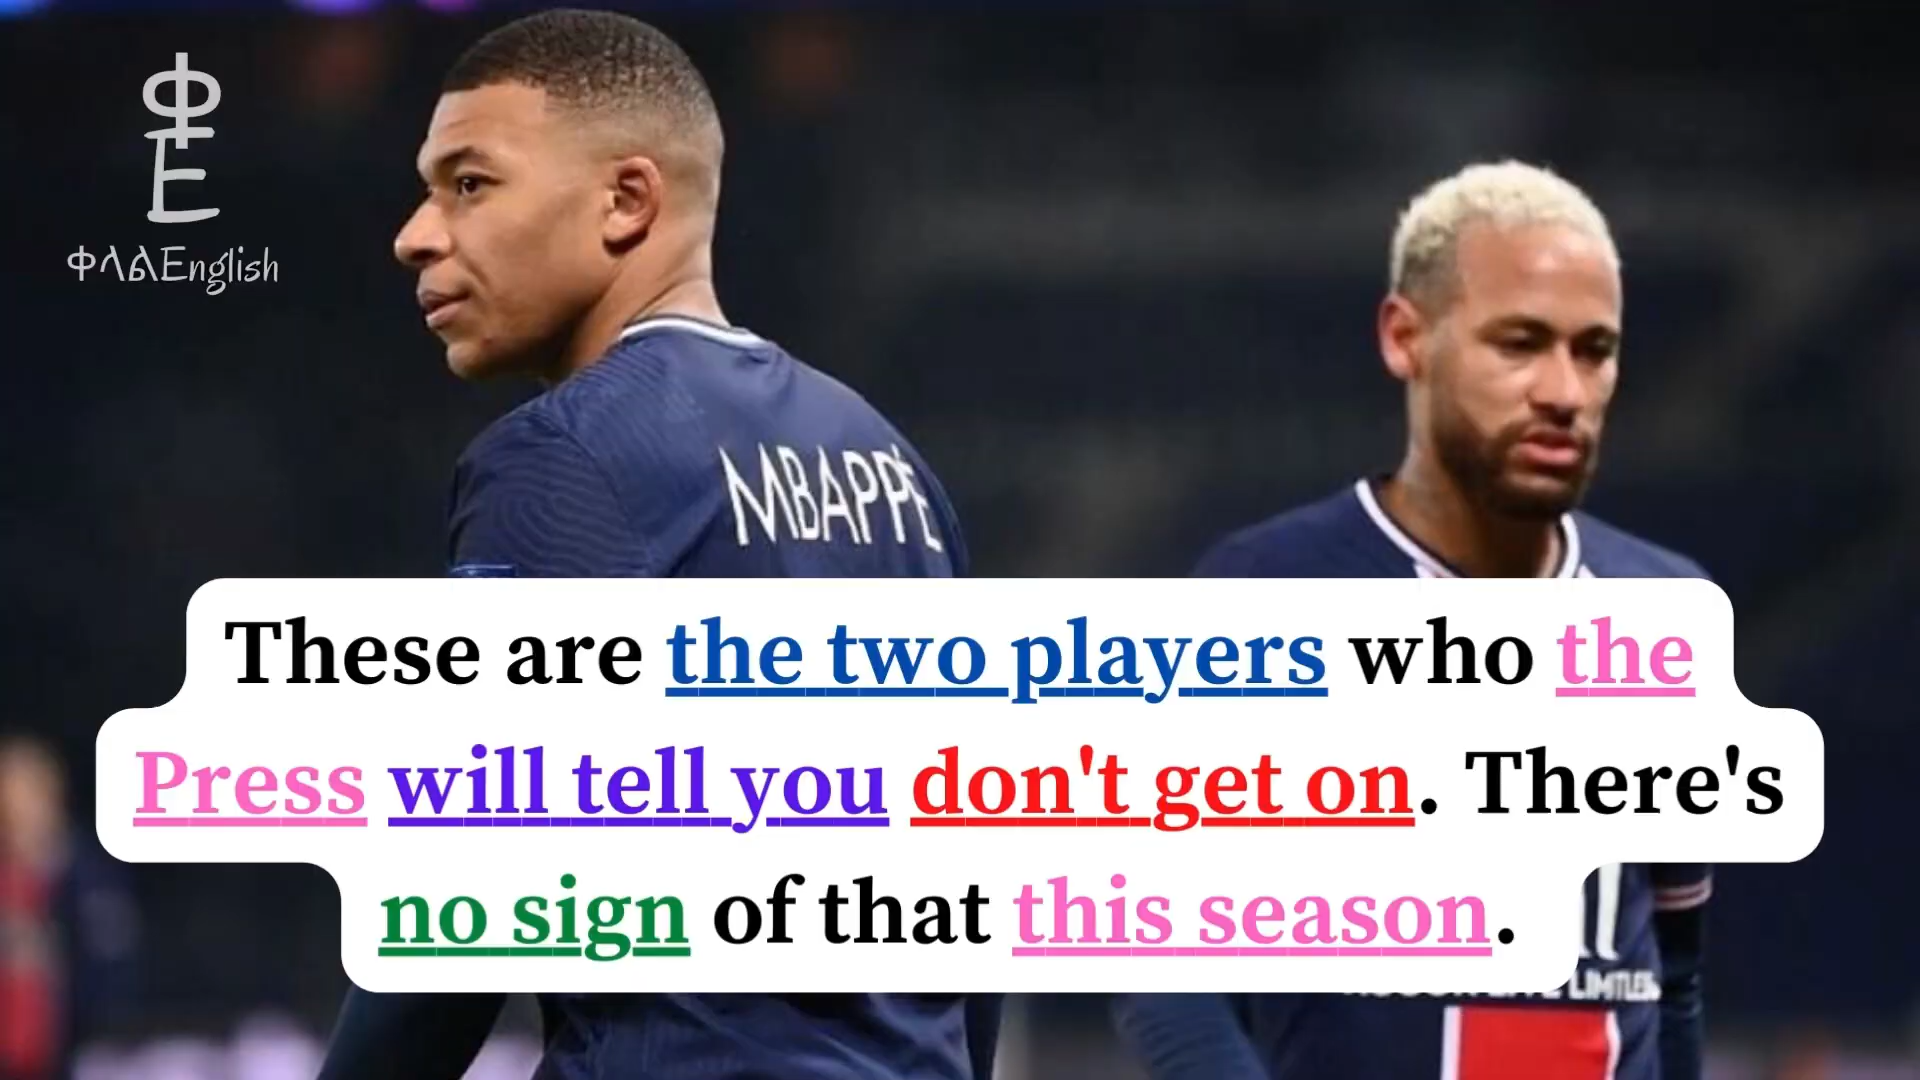 ቀ
E
ቀላልEnglish
MBAPPÉ
These are the two players who the
Press will tell you don't get on. There's
no sign of that this season.